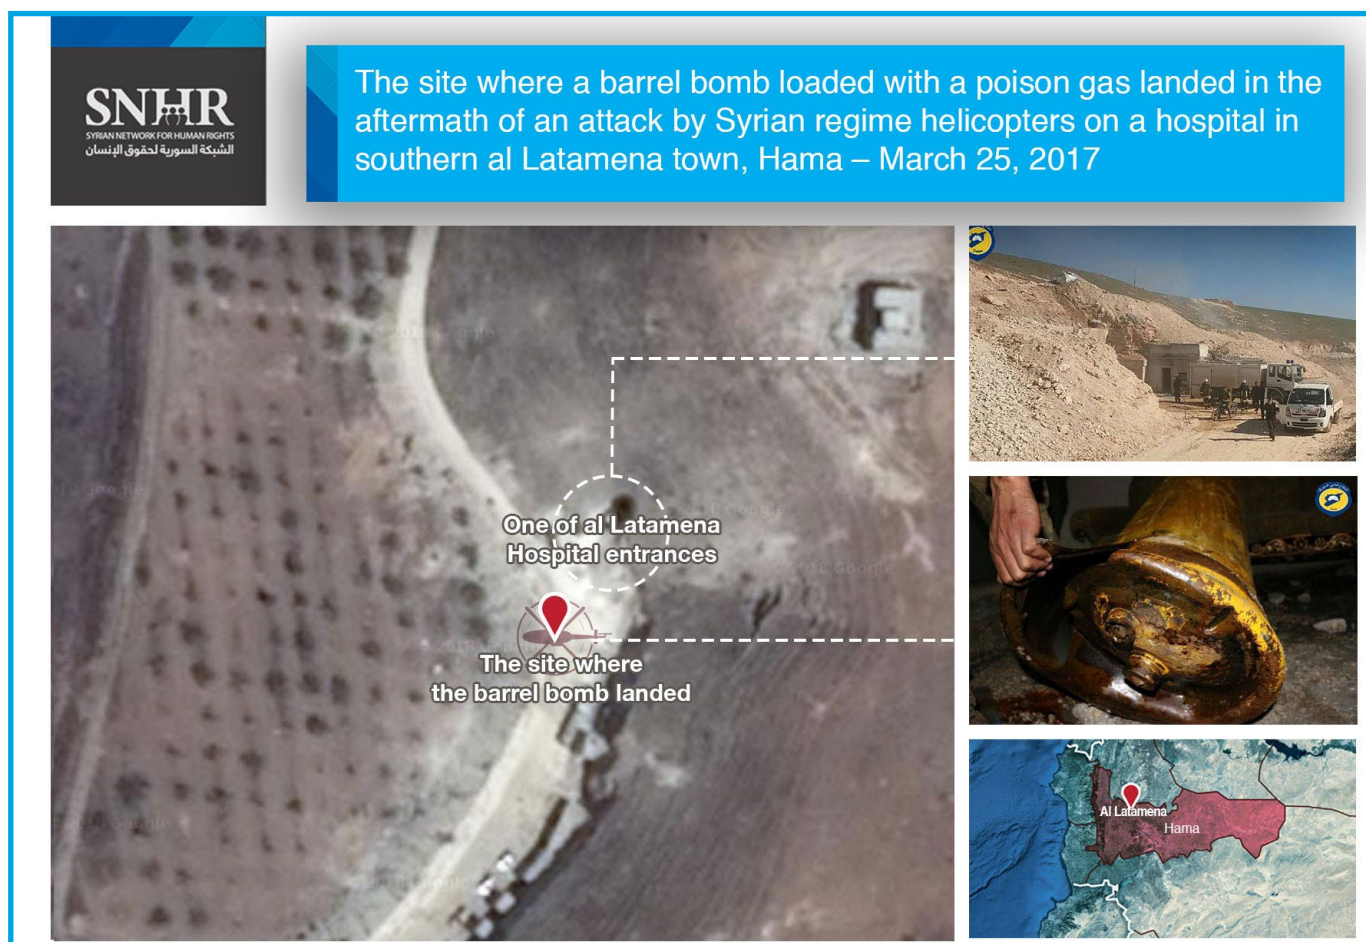 SNHR
SYRIAN NETWORK FOR HUMAN RIGHTS
الشبكة السورية لحقوق الإنسان
The site where a barrel bomb loaded with a poison gas landed in the
aftermath of an attack by Syrian regime helicopters on a hospital in
southern al Latamena town, Hama – March 25, 2017
One of al Latamena
Hospital entrances
The site where
the barrel bomb landed
Al Latamena
Hama